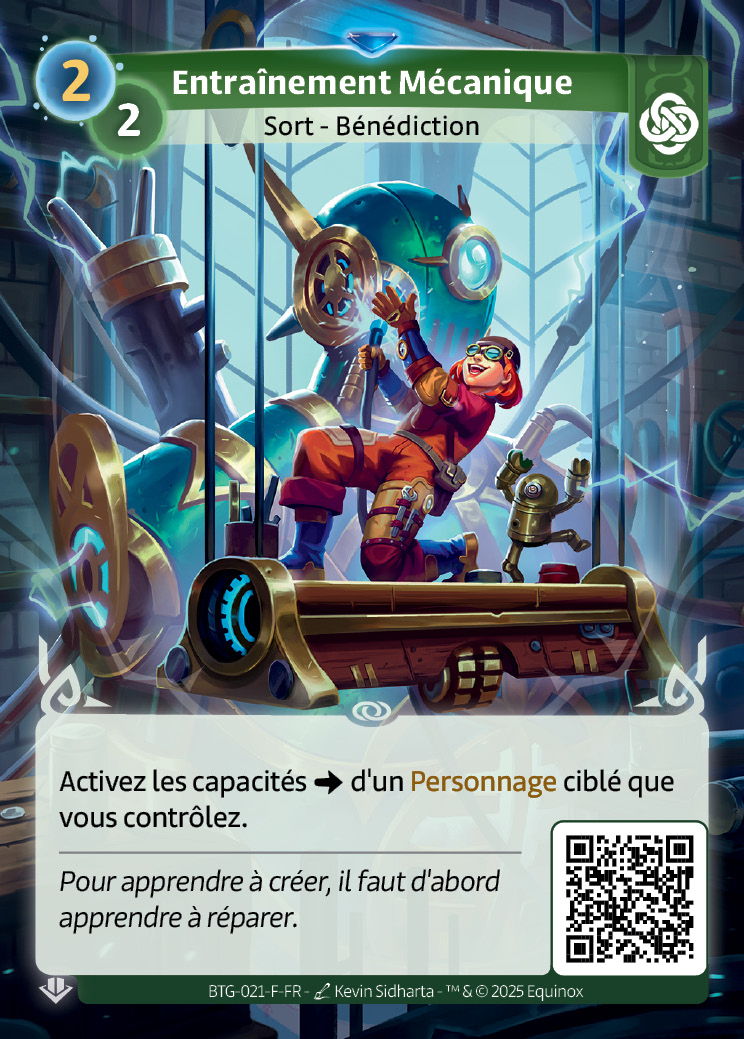 2
Entraînement Mécanique
2
Sort - Bénédiction
Activez les capacités ➔ d'un Personnage ciblé que
vous contrôlez.
Pour apprendre à créer, il faut d'abord
apprendre à réparer.
BTG-021-F-FR - Kevin Sidharta - ™ & © 2025 Equinox